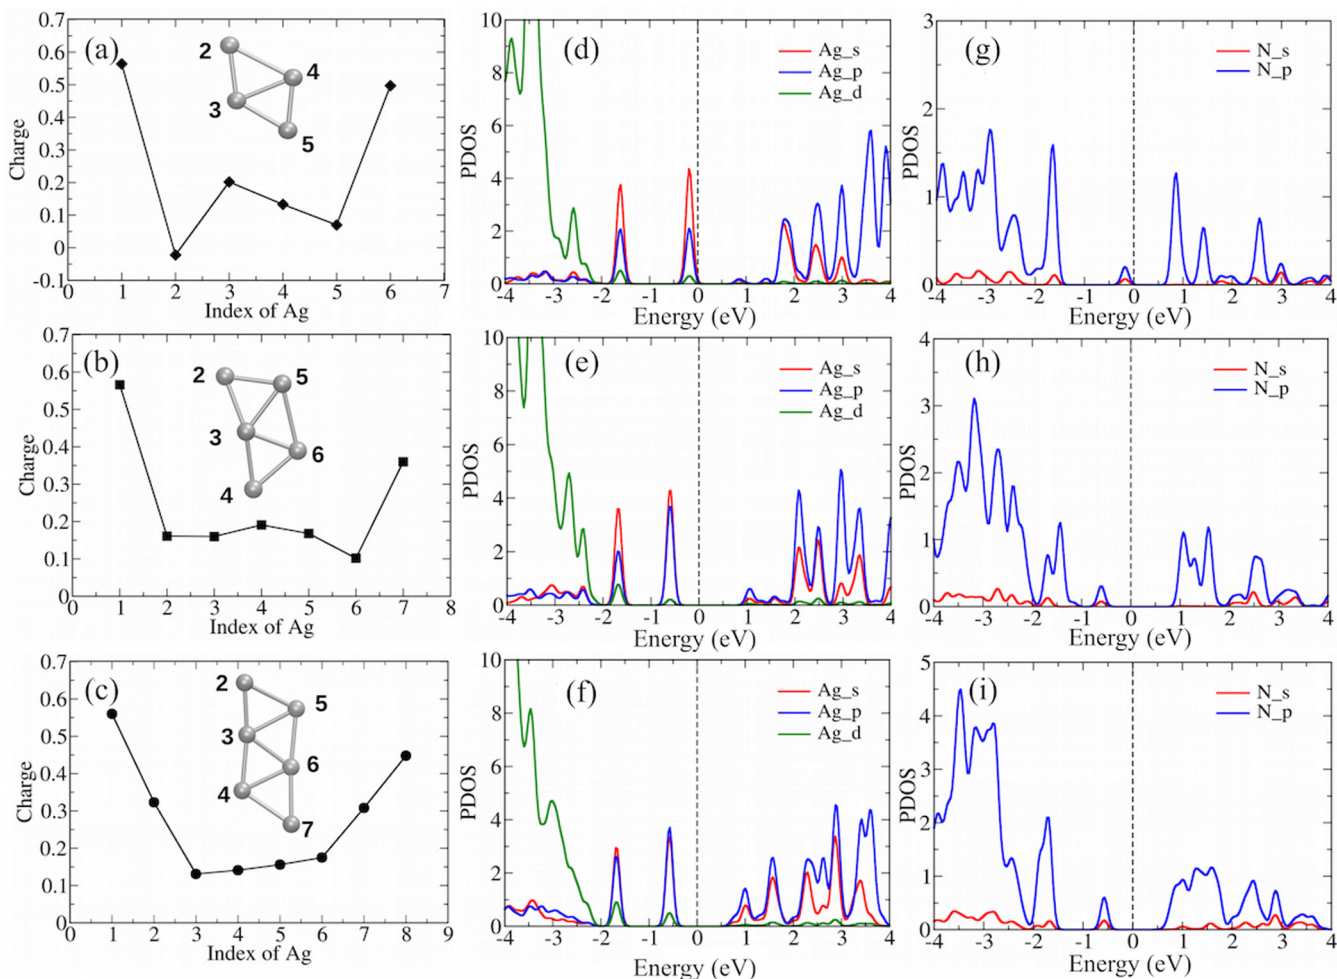 (a)
0.7
0.6
0.5
0.4
0.3
0.2
0.1
0
-0.1
Charge
2
4
3
5
0 1 2 3 4 5 6 7
Index of Ag
(d)
10
8
6
4
2
0
PDOS
Ag_s
Ag_p
Ag_d
-4 -3 -2 -1 0 1 2 3 4
Energy (eV)
(g)
3
2
1
0
PDOS
N_s
N_p
-4 -3 -2 -1 0 1 2 3 4
Energy (eV)
(b)
0.7
0.6
0.5
0.4
0.3
0.2
0.1
0
Charge
2
5
3
6
4
0 1 2 3 4 5 6 7 8
Index of Ag
(e)
10
8
6
4
2
0
PDOS
Ag_s
Ag_p
Ag_d
-4 -3 -2 -1 0 1 2 3 4
Energy (eV)
(h)
4
3
2
1
0
PDOS
N_s
N_p
-4 -3 -2 -1 0 1 2 3 4
Energy (eV)
(c)
0.7
0.6
0.5
0.4
0.3
0.2
0.1
0
Charge
2
5
3
6
4
7
0 1 2 3 4 5 6 7 8 9
Index of Ag
(f)
10
8
6
4
2
0
PDOS
Ag_s
Ag_p
Ag_d
-4 -3 -2 -1 0 1 2 3 4
Energy (eV)
(i)
5
4
3
2
1
0
PDOS
N_s
N_p
-4 -3 -2 -1 0 1 2 3 4
Energy (eV)